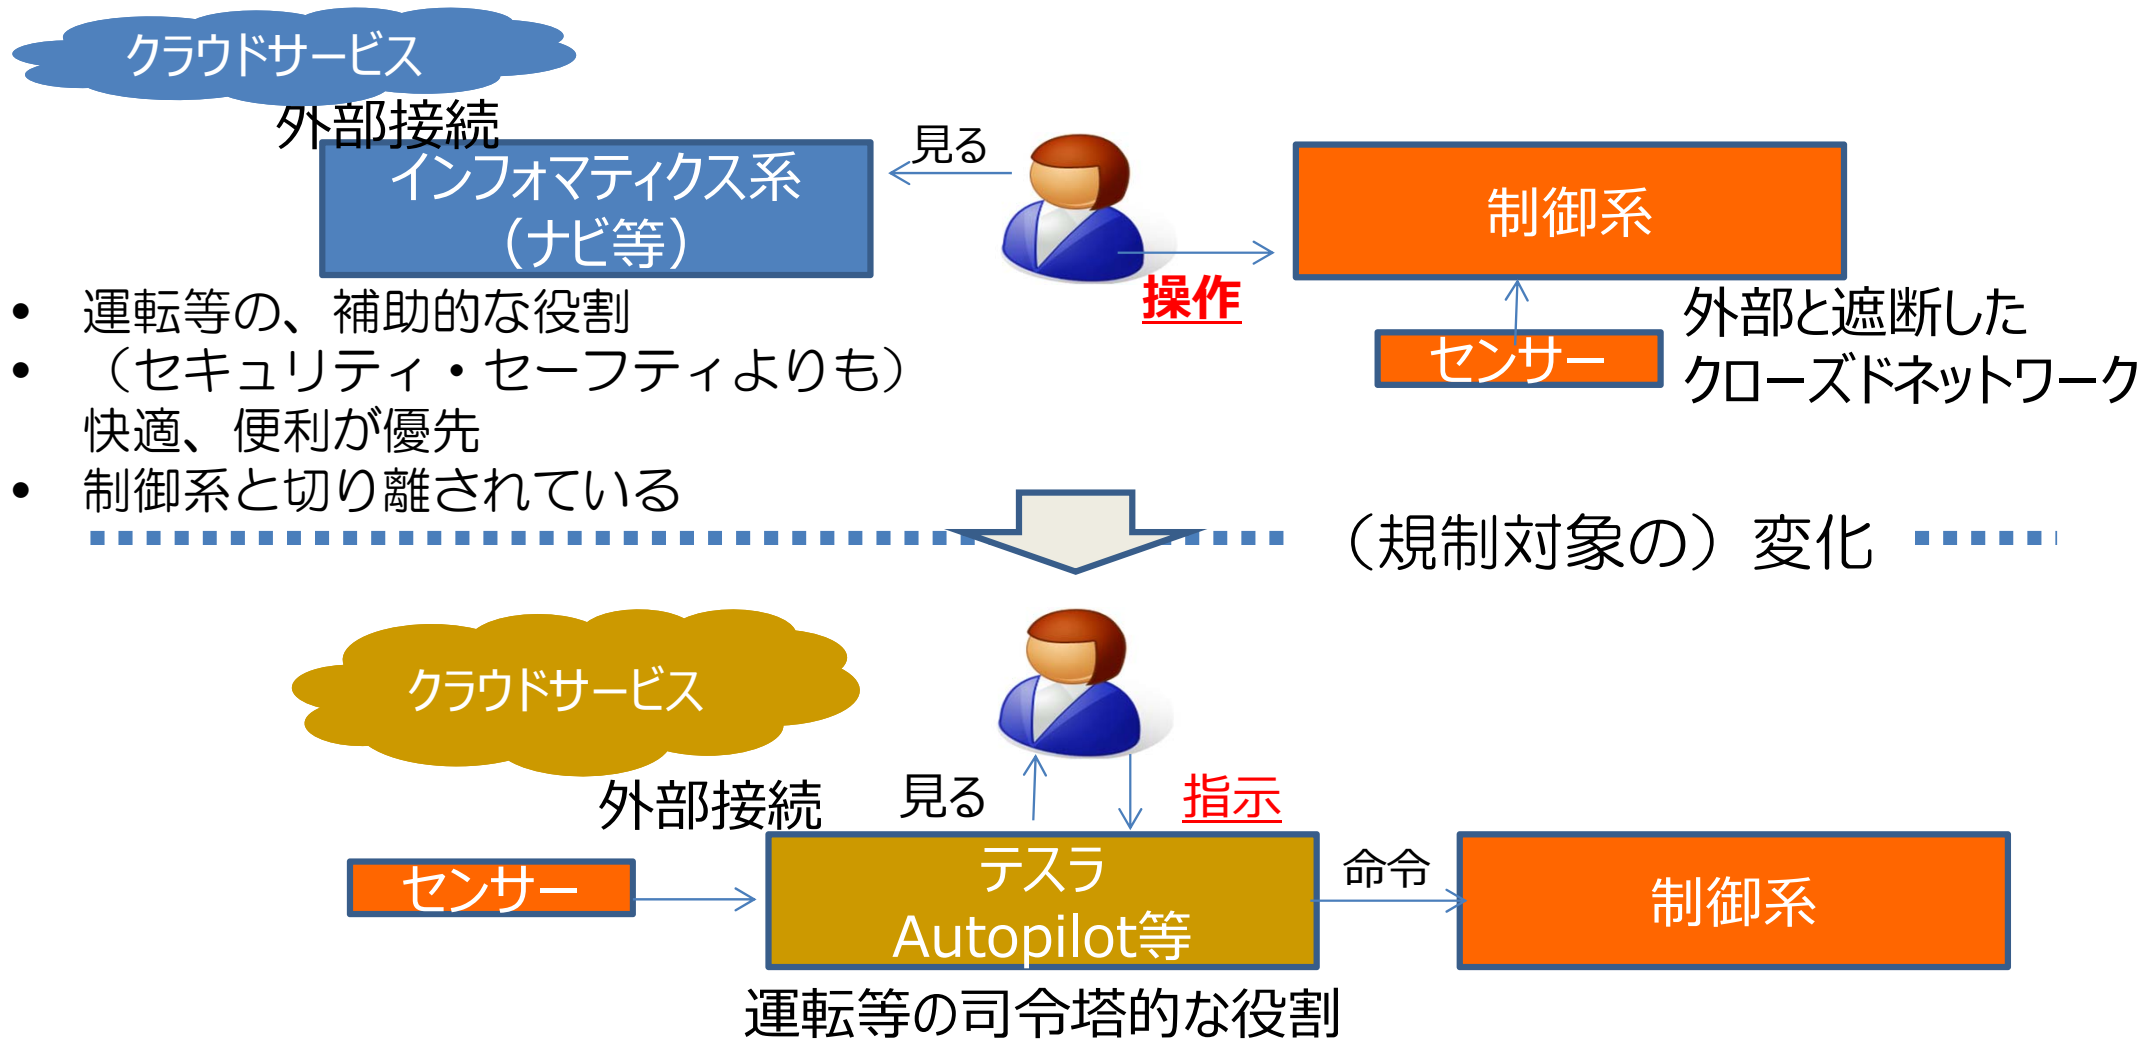 クラウドサービス
外部接続
インフォマティクス系
（ナビ等）
見る
操作
制御系
センサー
外部と遮断した
クローズドネットワーク
• 運転等の、補助的な役割
• （セキュリティ・セーフティよりも）
快適、便利が優先
• 制御系と切り離されている
（規制対象の）変化
クラウドサービス
外部接続
見る
指示
センサー
テスラ
Autopilot等
命令
制御系
運転等の司令塔的な役割